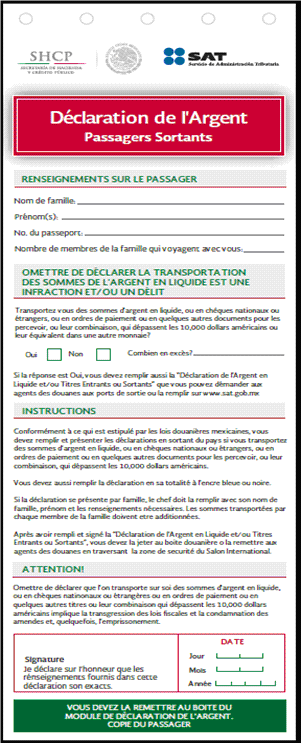 SHCP
SECRETARÍA DE HACIENDA
Y CRÉDITO PÚBLICO
SAT
Servicio de Administración Tributaria
Déclaration de l'Argent
Passagers Sortants
RENSEIGNEMENTS SUR LE PASSAGER
Nom de famille:
Prénom(s):
No. du passeport:
Nombre de membres de la famille qui voyagent avec vous:
OMETTRE DE DÉCLARER LA TRANSPORTATION
DES SOMMES DE L'ARGENT EN LIQUIDE EST UNE
INFRACTION ET/OU UN DÉLIT
Transportez vous des sommes d'argent en liquide, ou en chèques nationaux ou
étrangers, ou en ordres de paiement ou en quelques autres documents pour les
percevoir, ou leur combinaison, qui dépassent les 10,000 dollars américains ou
leur équivalent dans une autre monnaie?
Oui Non Combien en excès?
Si la réponse est Oui, vous devez remplir aussi la "Déclaration de l'Argent en
Liquide et/ou Titres Entrants ou Sortants" que vous pouvez démander aux
agents des douanes aux ports de sortie ou la remplir sur www.sat.gob.mx
INSTRUCTIONS
Conformément à ce qui est estipulé par les lois douanières mexicaines, vous
devez remplir et présenter les déclarations en sortant du pays si vous transportez
des sommes d'argent en liquide, ou en chèques nationaux ou ètrangers, ou en
ordres de paiement ou en quelques autres documents pour les percevoir, ou leur
combinaison, qui dépassent les 10,000 dollars américains.
Vous devez aussi remplir la déclaration en sa totalité à l'encre bleue ou noire.
Si la déclaration se présente par famille, le chef doit la remplir avec son nom de
famille, prénom et les renseignements nécessaires. Les sommes transportées par
chaque membre de la famille doivent etre additionnées.
Après avoir rempli et signé la "Déclaration de l'Argent en Liquide et/ou Titres
Entrants ou Sortants", vous devez la jeter au boite douanière o la remettre aux
agents des douanes en traversant la zone de securité du Salon International.
ATTENTION!
Omettre de déclarer que l'on transporte sur soi des sommes d'argent en liquide,
ou en chèques natinonaux ou étrangères ou en ordres de paiement ou en
quelques autres titres ou leur combinaison qui dépassent les 10,000 dollars
américains implique la transgression des lois fiscales et la condamnation des
amendes et, quelquefois, l'emprissonement.
Signature
Je déclare sur l'honneur que les
rènseignements fournis dans cette
déclaration son exacts.
DATE
Jour
Mois
Année
VOUS DEVEZ LA REMETTRE AU BOITE DU
MODULE DE DÉCLARATION DE L'ARGENT.
COPIE DU PASSAGER